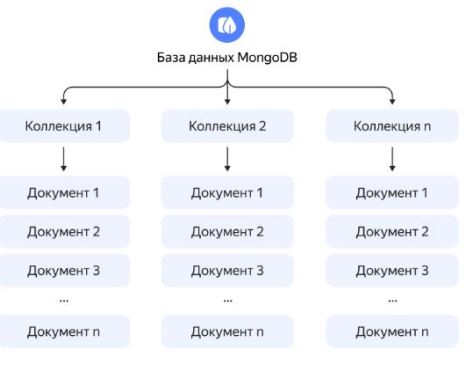 База данных MongoDB
Коллекция 1
Коллекция 2
Коллекция n
Документ 1
Документ 1
Документ 1
Документ 2
Документ 2
Документ 2
Документ 3
Документ 3
Документ 3
...
...
...
Документ n
Документ n
Документ n